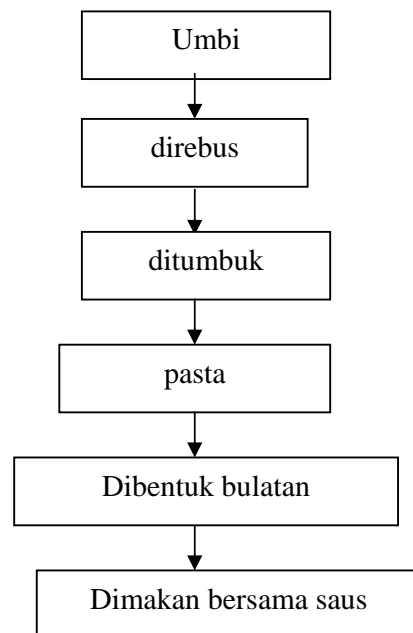 Umbi
direbus
ditumbuk
pasta
Dibentuk bulatan
Dimakan bersama saus